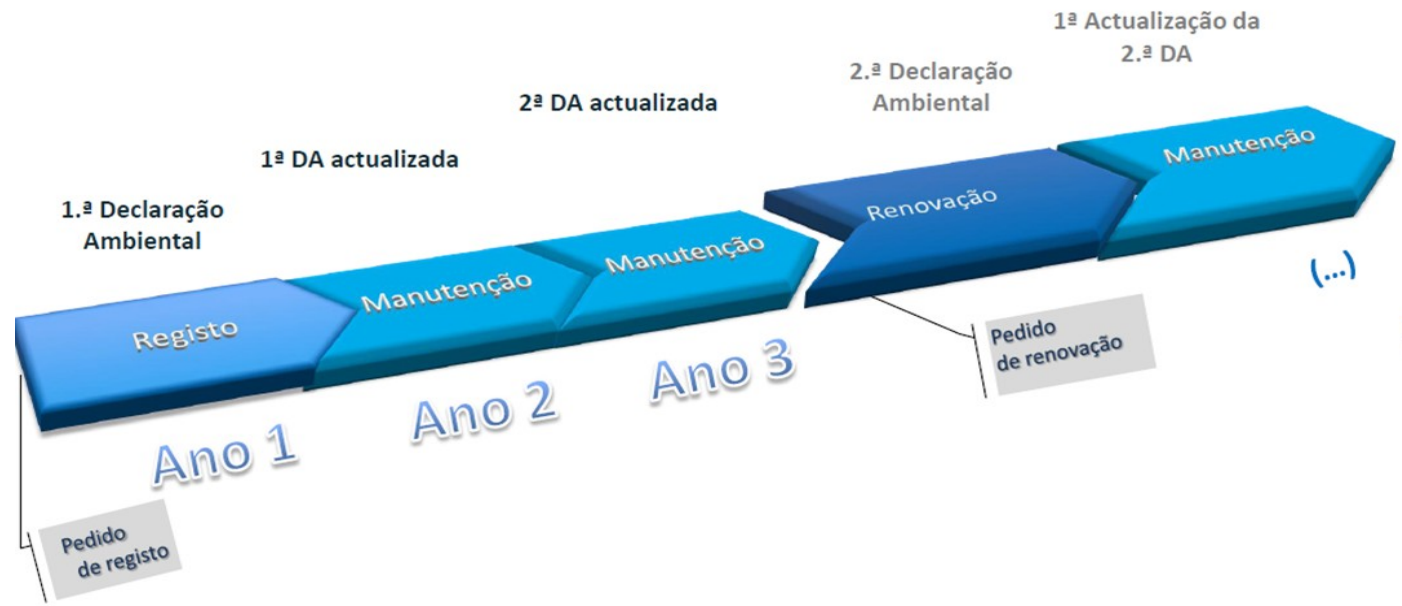 1.ª Declaração
Ambiental
1ª DA actualizada
2ª DA actualizada
2.ª Declaração
Ambiental
1ª Actualização da
2.ª DA
Registo
Manutenção
Manutenção
Renovação
Manutenção
Ano 1
Ano 2
Ano 3
(...)
Pedido
de registo
Pedido
de renovação